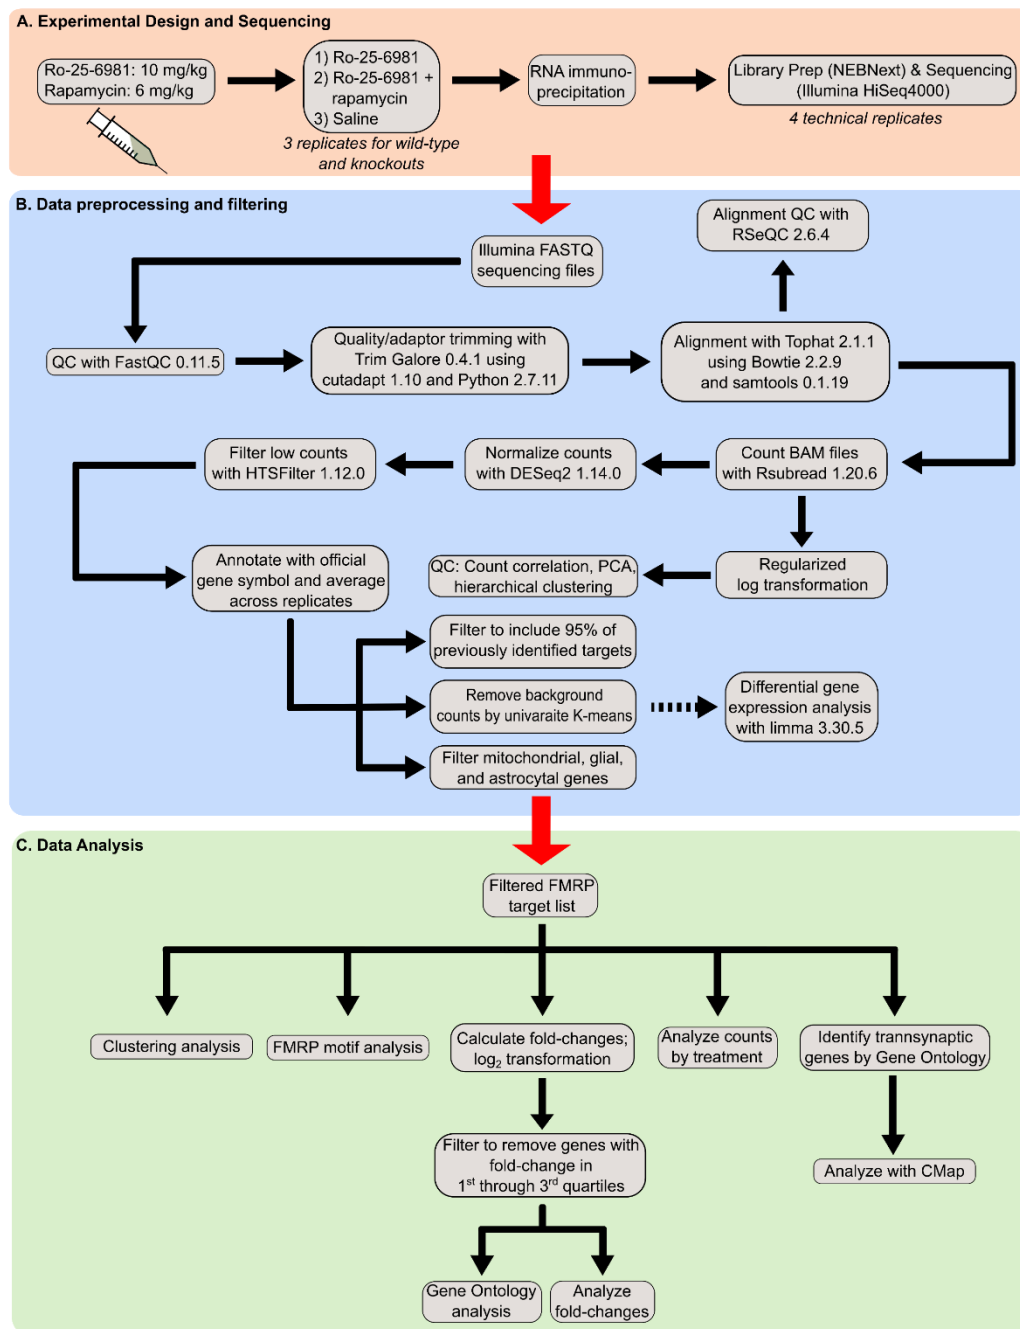 A. Experimental Design and Sequencing
Ro-25-6981: 10 mg/kg
Rapamycin: 6 mg/kg
1) Ro-25-6981
2) Ro-25-6981 +
rapamycin
3) Saline
3 replicates for wild-type
and knockouts
RNA immuno-
precipitation
Library Prep (NEBNext) & Sequencing
(Illumina HiSeq4000)
4 technical replicates
B. Data preprocessing and filtering
Illumina FASTQ
sequencing files
Alignment QC with
RSeQC 2.6.4
QC with FastQC 0.11.5
Quality/adaptor trimming with
Trim Galore 0.4.1 using
cutadapt 1.10 and Python 2.7.11
Alignment with Tophat 2.1.1
using Bowtie 2.2.9
and samtools 0.1.19
Filter low counts
with HTSFilter 1.12.0
Normalize counts
with DESeq2 1.14.0
Count BAM files
with Rsubread 1.20.6
Annotate with official
gene symbol and average
across replicates
QC: Count correlation, PCA,
hierarchical clustering
Regularized
log transformation
Filter to include 95% of
previously identified targets
Remove background
counts by univaraite K-means
Differential gene
expression analysis
with limma 3.30.5
Filter mitochondrial, glial,
and astrocytal genes
C. Data Analysis
Filtered FMRP
target list
Clustering analysis
FMRP motif analysis
Calculate fold-changes;
log2 transformation
Analyze counts
by treatment
Identify trannsynaptic
genes by Gene Ontology
Filter to remove genes with
fold-change in
1st through 3rd quartiles
Analyze with CMap
Gene Ontology
analysis
Analyze
fold-changes